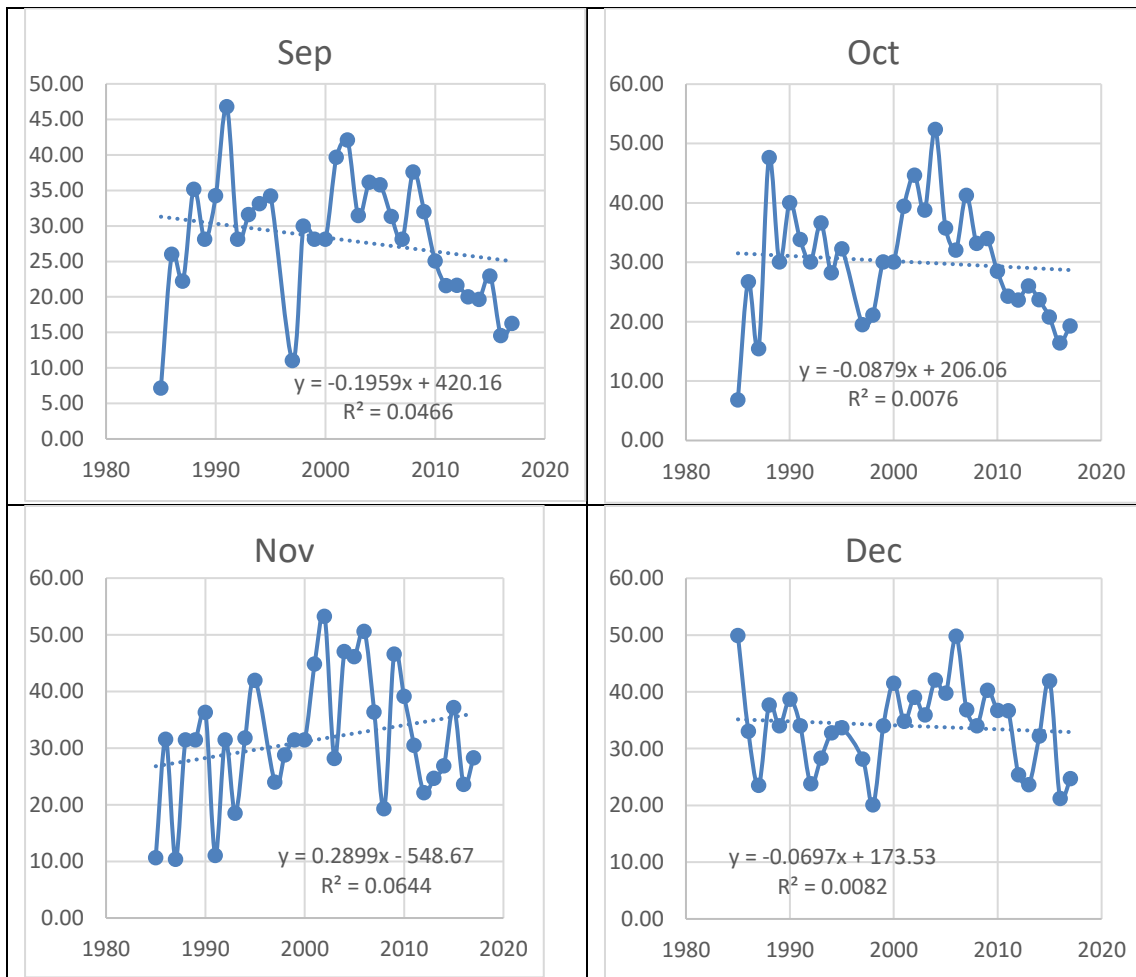 Sep
50.00
45.00
40.00
35.00
30.00
25.00
20.00
15.00
10.00
5.00
0.00
y = -0.1959x + 420.16
R² = 0.0466
1980 1990 2000 2010 2020
Oct
60.00
50.00
40.00
30.00
20.00
10.00
0.00
y = -0.0879x + 206.06
R² = 0.0076
1980 1990 2000 2010 2020
Nov
60.00
50.00
40.00
30.00
20.00
10.00
0.00
y = 0.2899x - 548.67
R² = 0.0644
1980 1990 2000 2010 2020
Dec
60.00
50.00
40.00
30.00
20.00
10.00
0.00
y = -0.0697x + 173.53
R² = 0.0082
1980 1990 2000 2010 2020